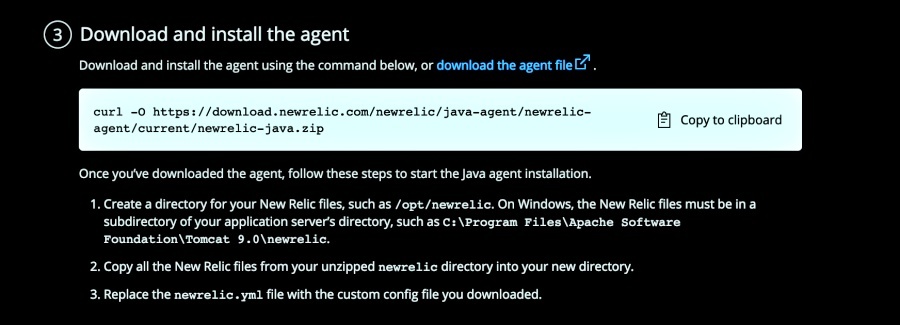 3 Download and install the agent
Download and install the agent using the command below, or download the agent file .
curl -O https://download.newrelic.com/newrelic/java-agent/newrelic-
agent/current/newrelic-java.zip
Copy to clipboard
Once you've downloaded the agent, follow these steps to start the Java agent installation.
1. Create a directory for your New Relic files, such as /opt/newrelic. On Windows, the New Relic files must be in a
subdirectory of your application server's directory, such as C:\Program Files\Apache Software
Foundation\Tomcat 9.0\newrelic.
2. Copy all the New Relic files from your unzipped newrelic directory into your new directory.
3. Replace the newrelic.yml file with the custom config file you downloaded.